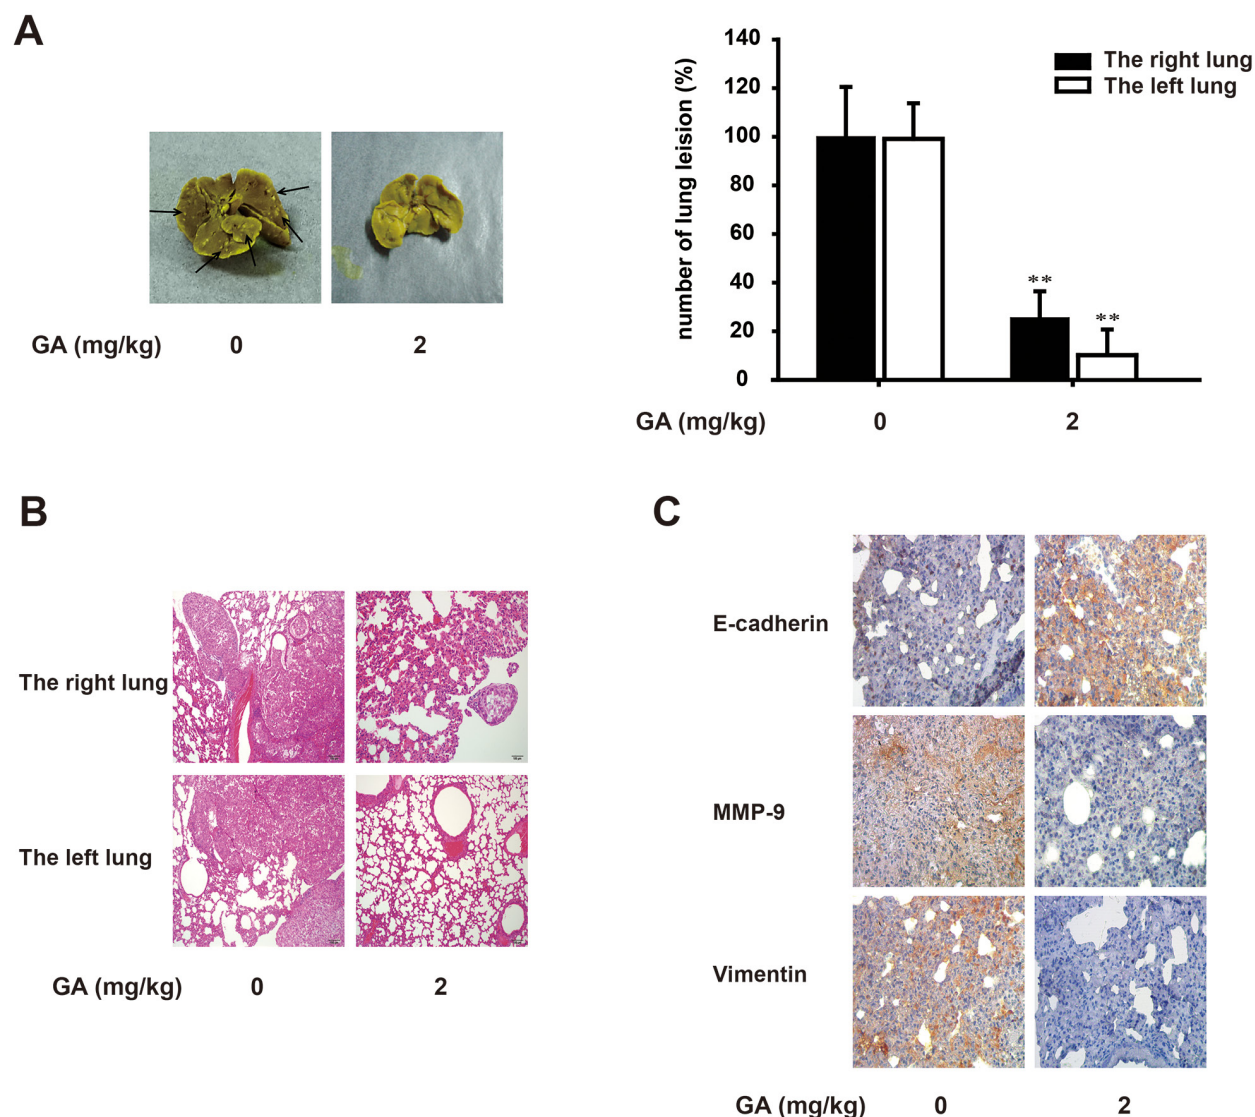 A
140
120
100
80
60
40
20
0
number of lung leision (%)
The right lung
The left lung
**
**
GA (mg/kg) 0 2
GA (mg/kg) 0 2
B
The right lung
The left lung
GA (mg/kg) 0 2
C
E-cadherin
MMP-9
Vimentin
GA (mg/kg) 0 2